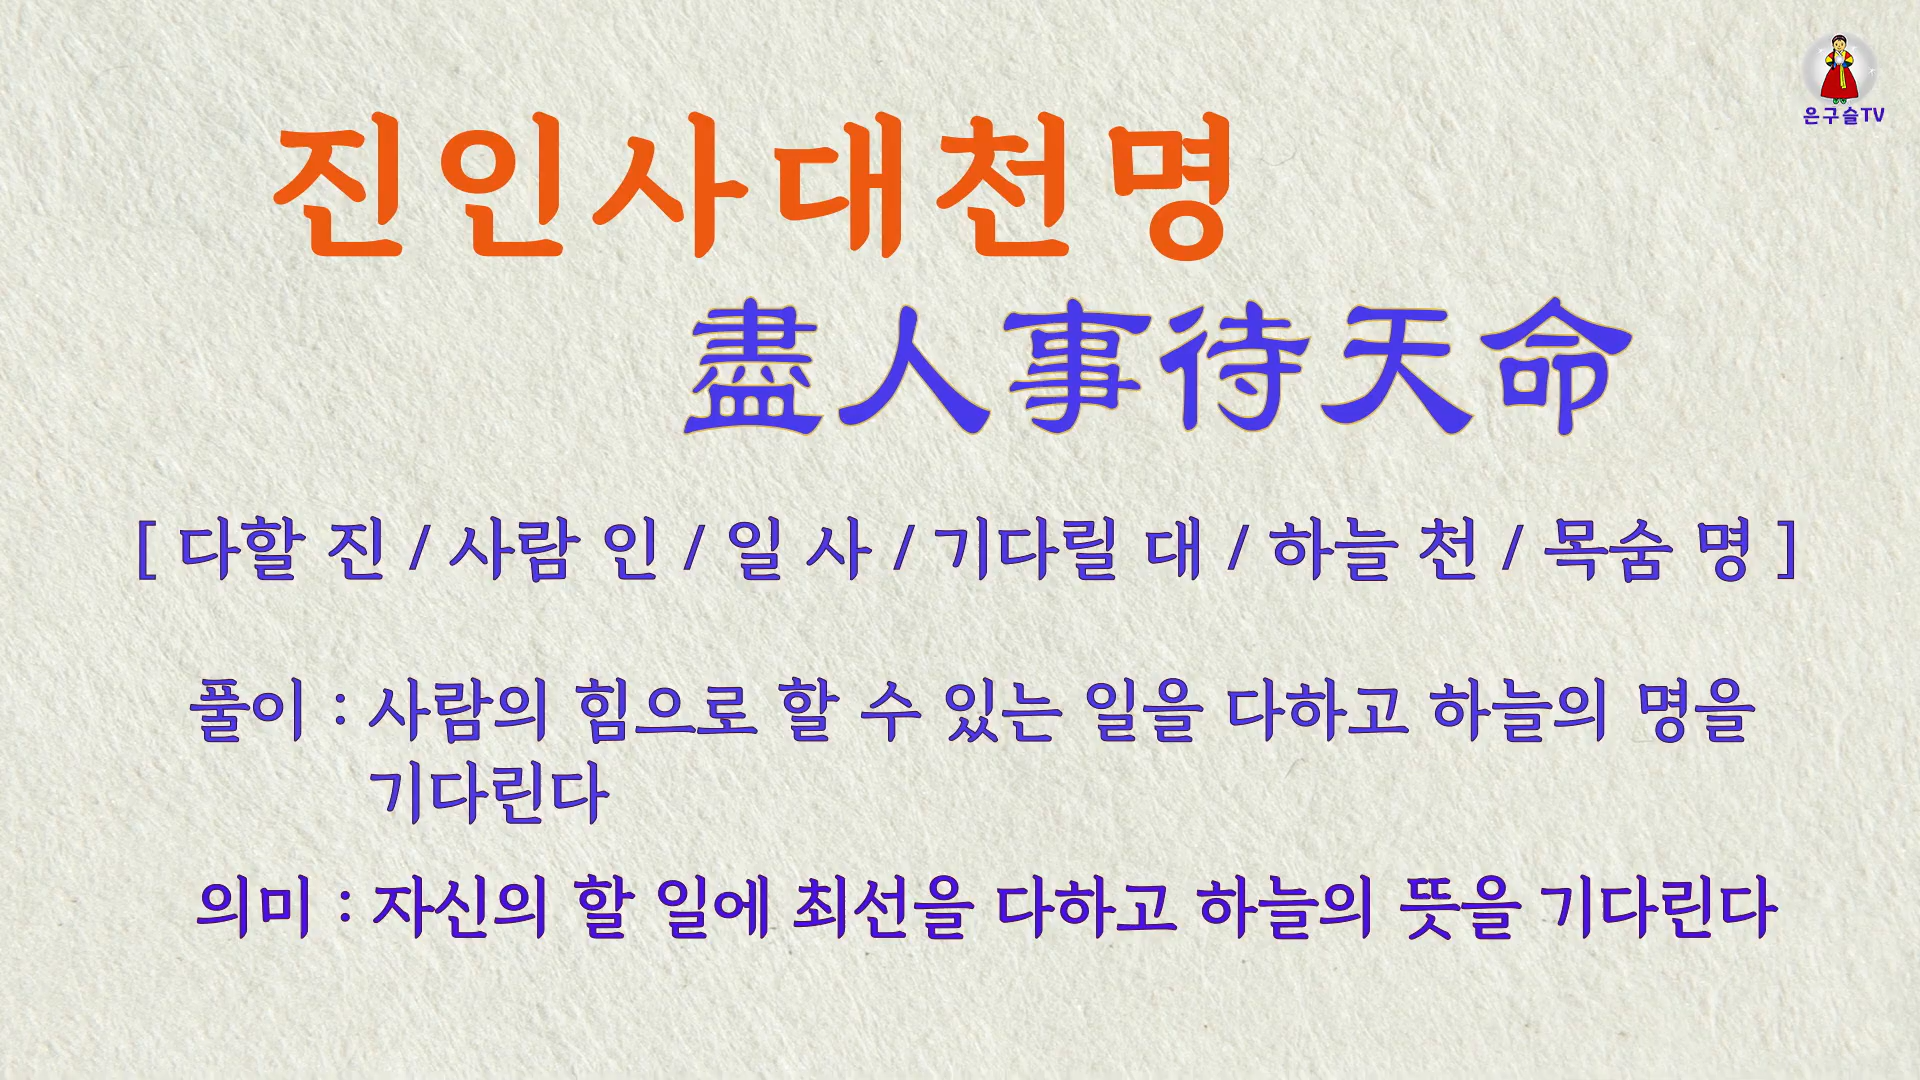 은구슬TV
진인사대천명
盡人事待天命
[ 다할 진 / 사람 인 / 일 사 / 기다릴 대 / 하늘 천 / 목숨 명 ]
풀이 : 사람의 힘으로 할 수 있는 일을 다하고 하늘의 명을
기다린다
의미 : 자신의 할 일에 최선을 다하고 하늘의 뜻을 기다린다